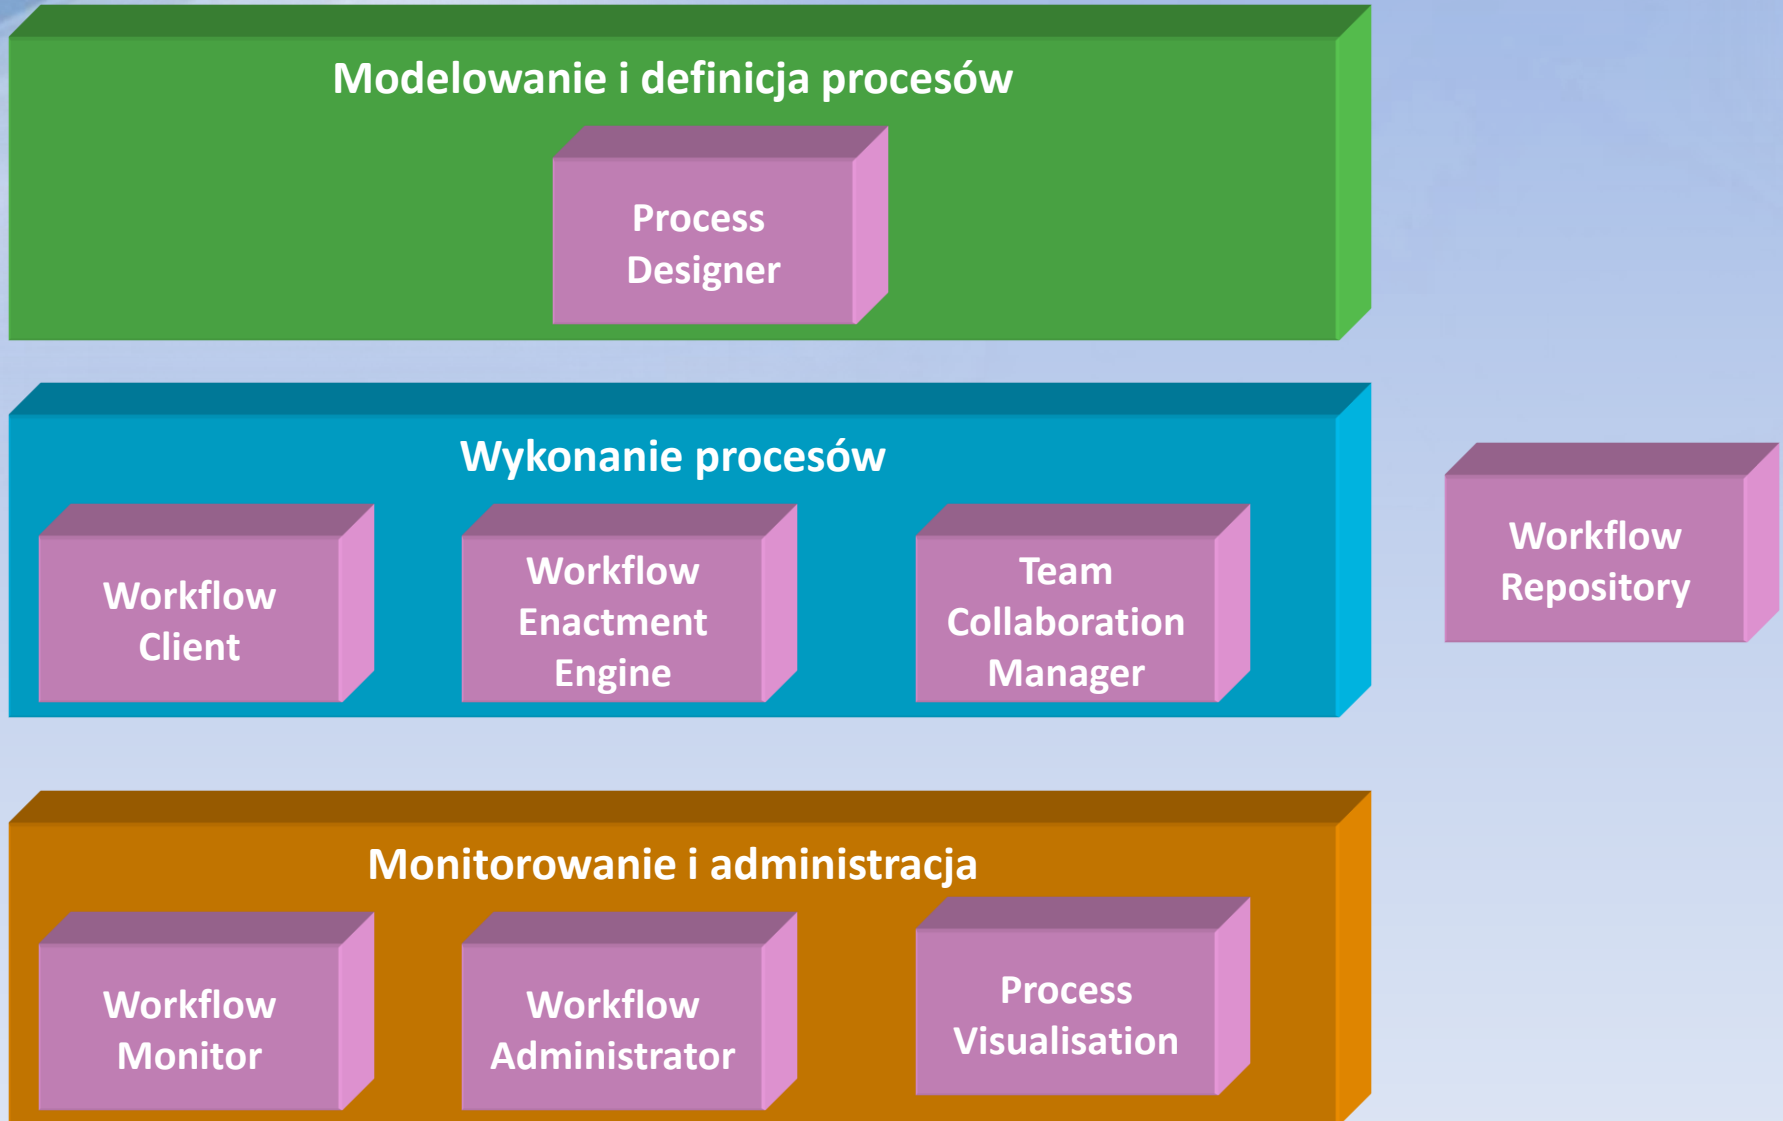 Modelowanie i definicja procesów
Process
Designer
Wykonanie procesów
Workflow
Client
Workflow
Enactment
Engine
Team
Collaboration
Manager
Workflow
Repository
Monitorowanie i administracja
Workflow
Monitor
Workflow
Administrator
Process
Visualisation